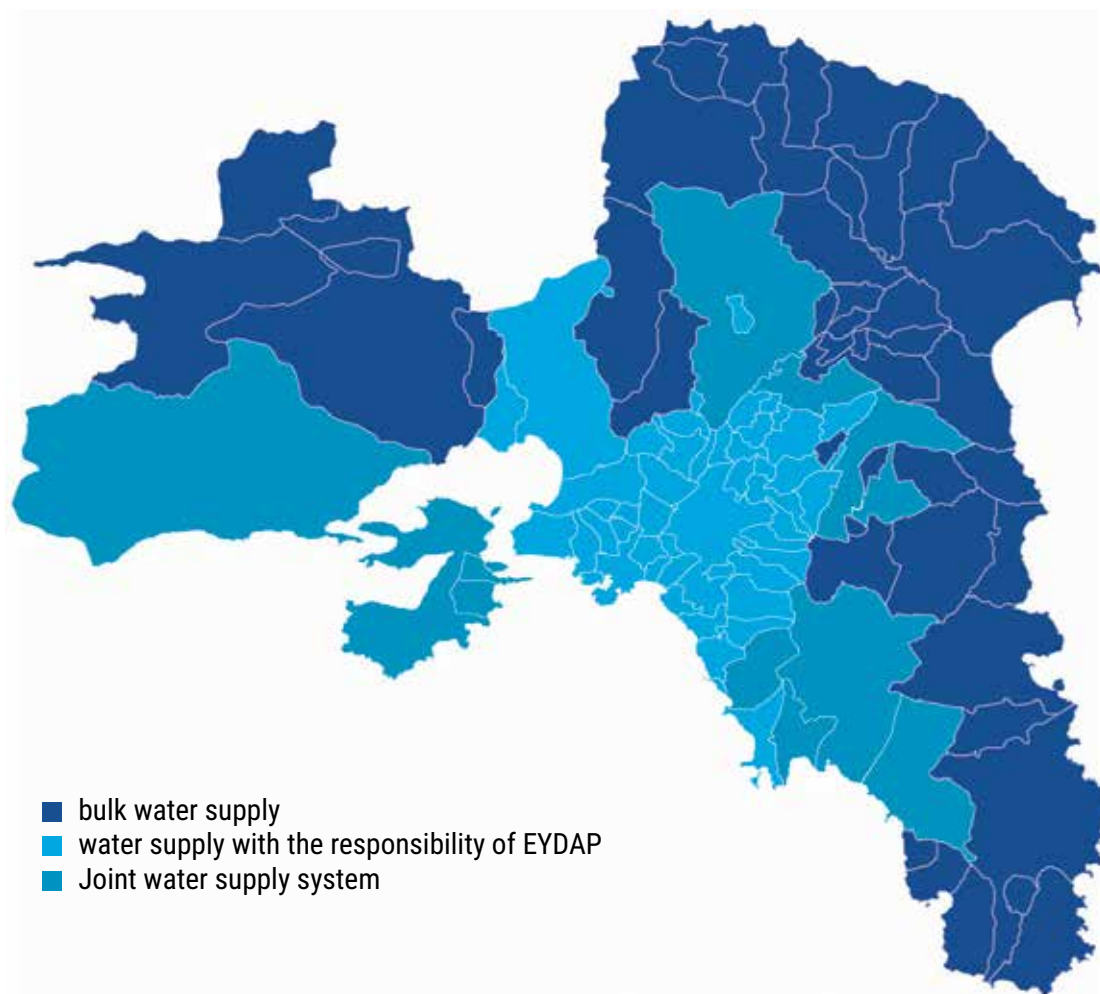 bulk water supply
water supply with the responsibility of EYDAP
Joint water supply system